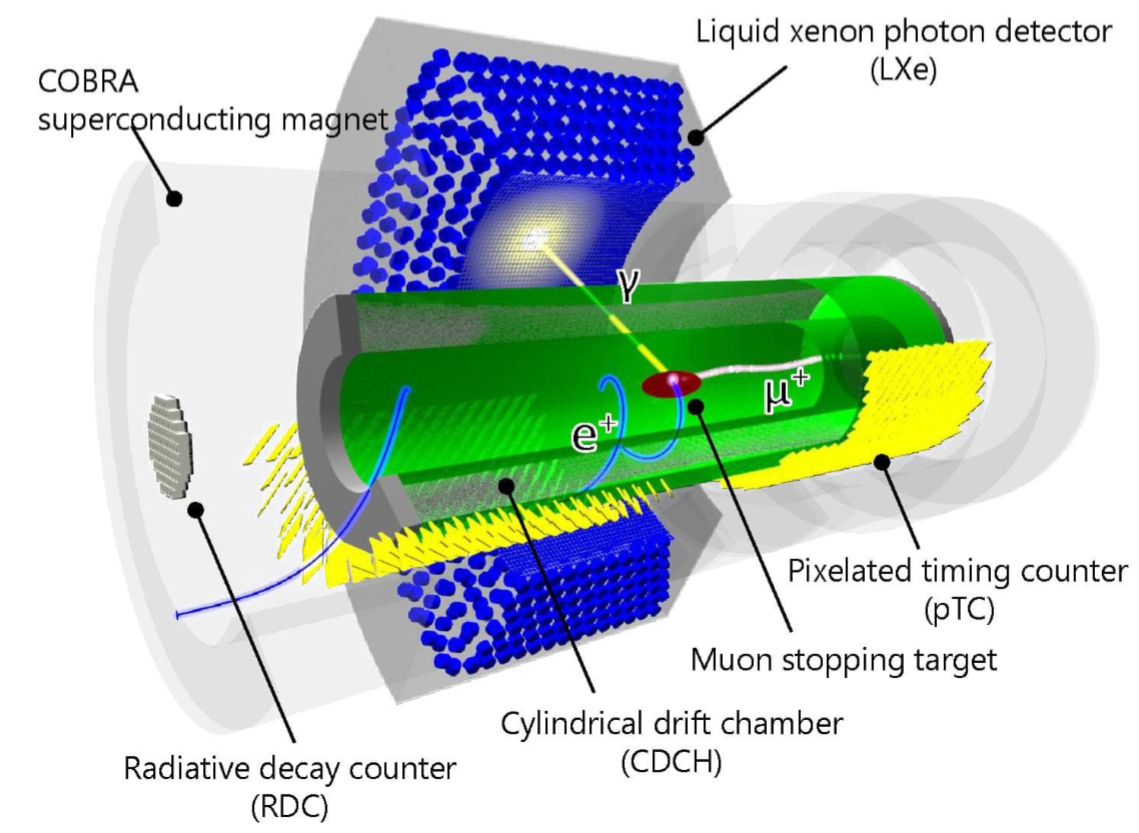 Liquid xenon photon detector
(LXe)
COBRA
superconducting magnet
γ
μ⁺
e⁺
Pixelated timing counter
(pTC)
Muon stopping target
Cylindrical drift chamber
(CDCH)
Radiative decay counter
(RDC)